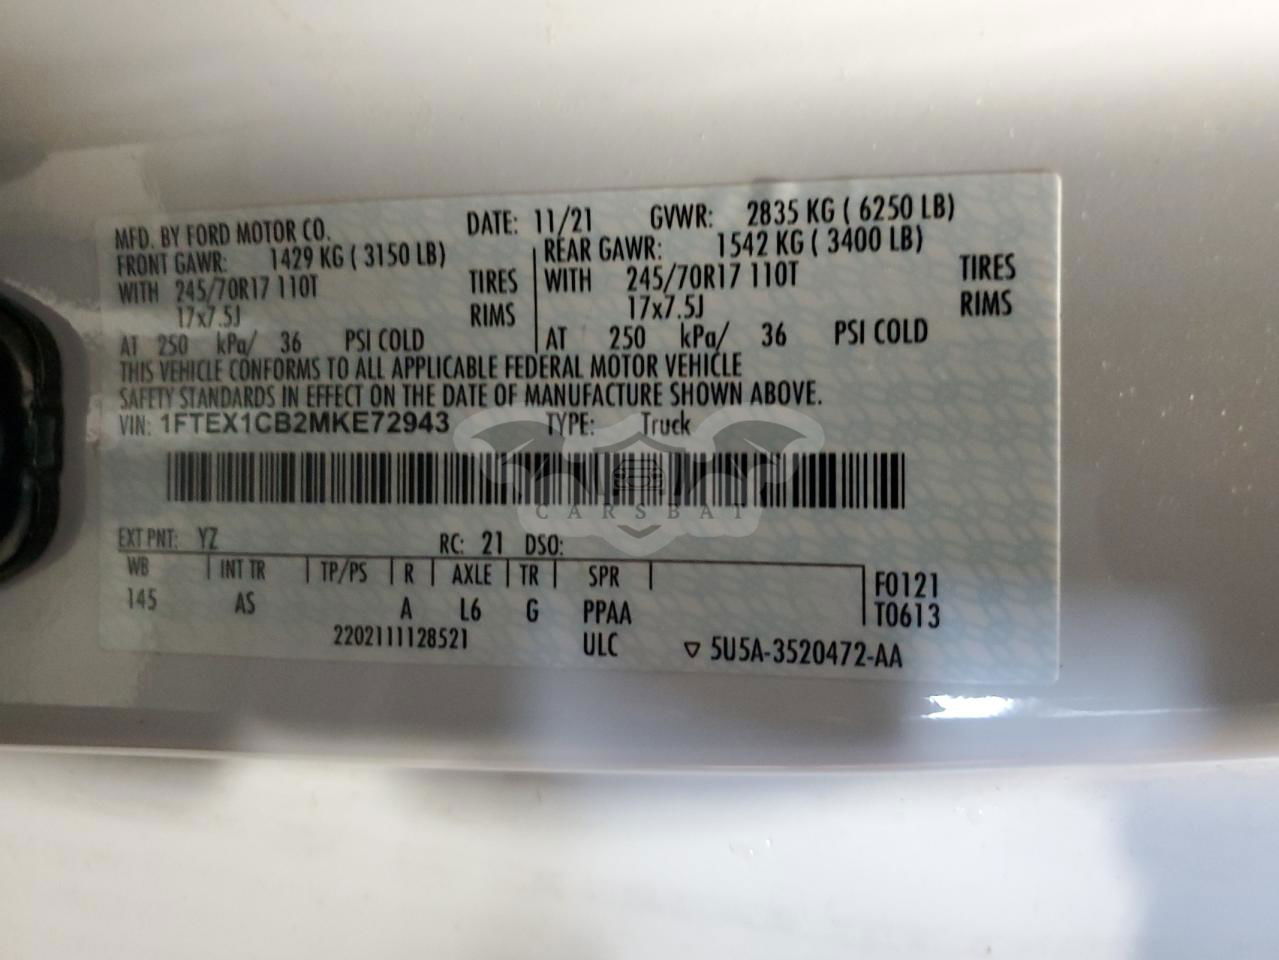 MFD. BY FORD MOTOR CO. DATE: 11/21 GVWR: 2835 KG ( 6250 LB)
FRONT GAWR: 1429 KG ( 3150 LB) REAR GAWR: 1542 KG ( 3400 LB)
WITH 245/70R17 110T TIRES WITH 245/70R17 110T TIRES
17x7.5J RIMS 17x7.5J RIMS
AT 250 kPa/ 36 PSI COLD AT 250 kPa/ 36 PSI COLD
THIS VEHICLE CONFORMS TO ALL APPLICABLE FEDERAL MOTOR VEHICLE
SAFETY STANDARDS IN EFFECT ON THE DATE OF MANUFACTURE SHOWN ABOVE.
VIN: 1FTEX1CB2MKE72943 TYPE: Truck
CARSBAT
EXT PNT: YZ RC: 21 DSO:
WB INT TR TP/PS R AXLE TR SPR F0121
145 AS A L6 G PPAA T0613
2202111128521 ULC ▽ 5U5A-3520472-AA